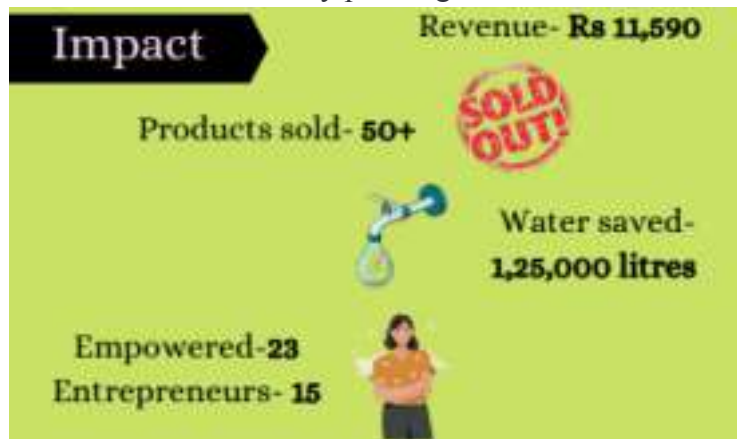 Impact
Revenue- Rs 11,590
Products sold- 50+
SOLD
OUT!
Water saved-
1,25,000 litres
Empowered-23
Entrepreneurs- 15